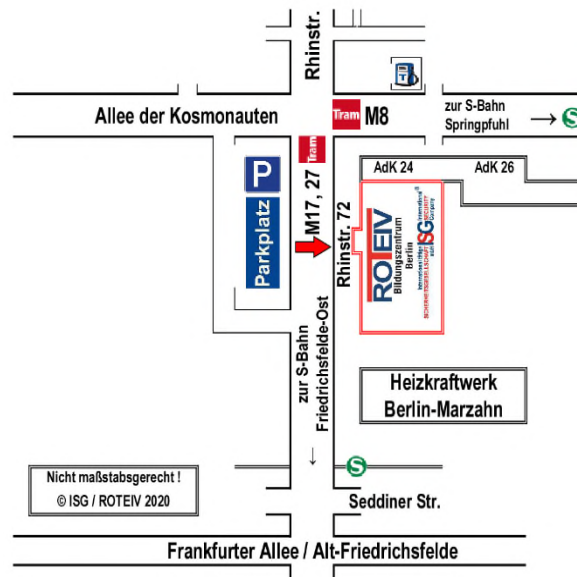 Rhinstr.
Allee der Kosmonauten
Tram M8
zur S-Bahn
Springpfuhl → S
Tram
M17, 27
P
Parkplatz
AdK 24
AdK 26
Rhinstr. 72
ROTEIV
Bildungszentrum
Berlin
ISG
zur S-Bahn
Friedrichsfelde-Ost
Heizkraftwerk
Berlin-Marzahn
S
Nicht maßstabsgerecht !
© ISG / ROTEIV 2020
Seddiner Str.
Frankfurter Allee / Alt-Friedrichsfelde